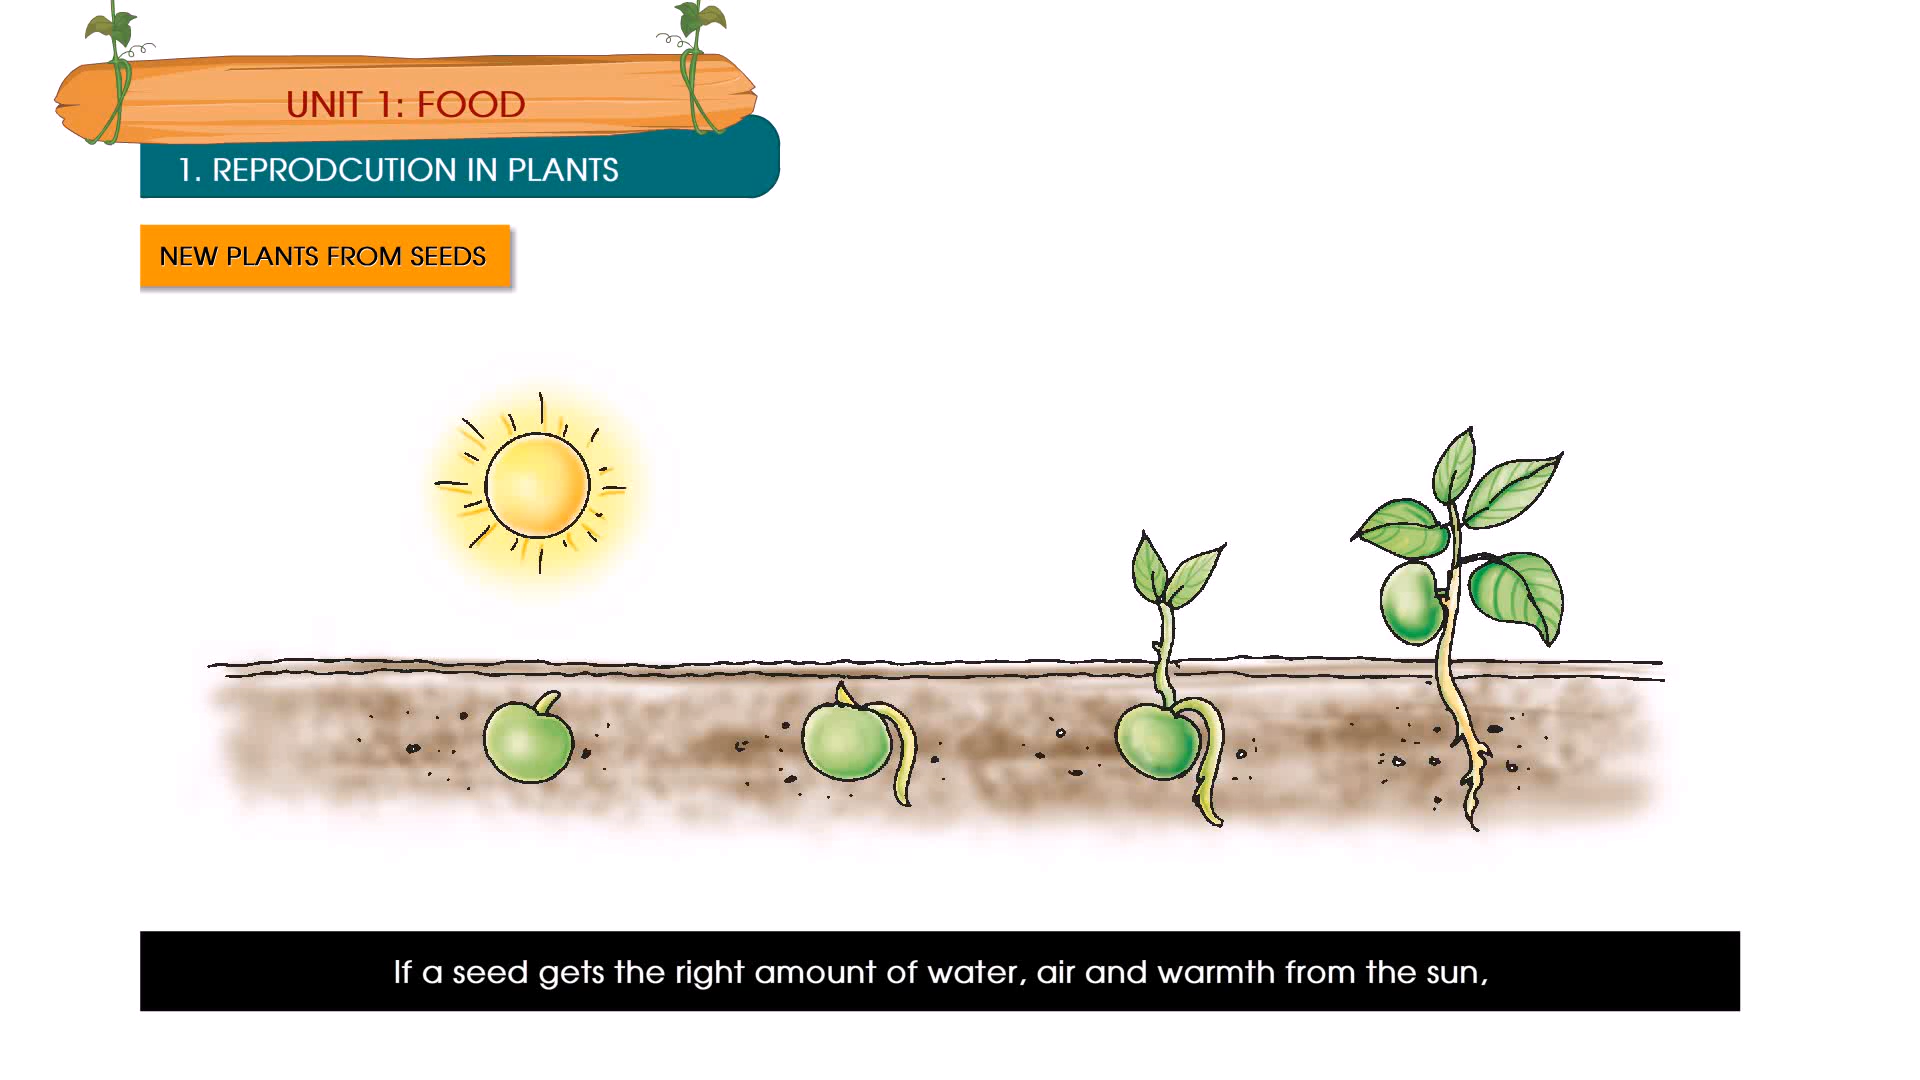 UNIT 1: FOOD
1. REPRODCUTION IN PLANTS
NEW PLANTS FROM SEEDS
If a seed gets the right amount of water, air and warmth from the sun,